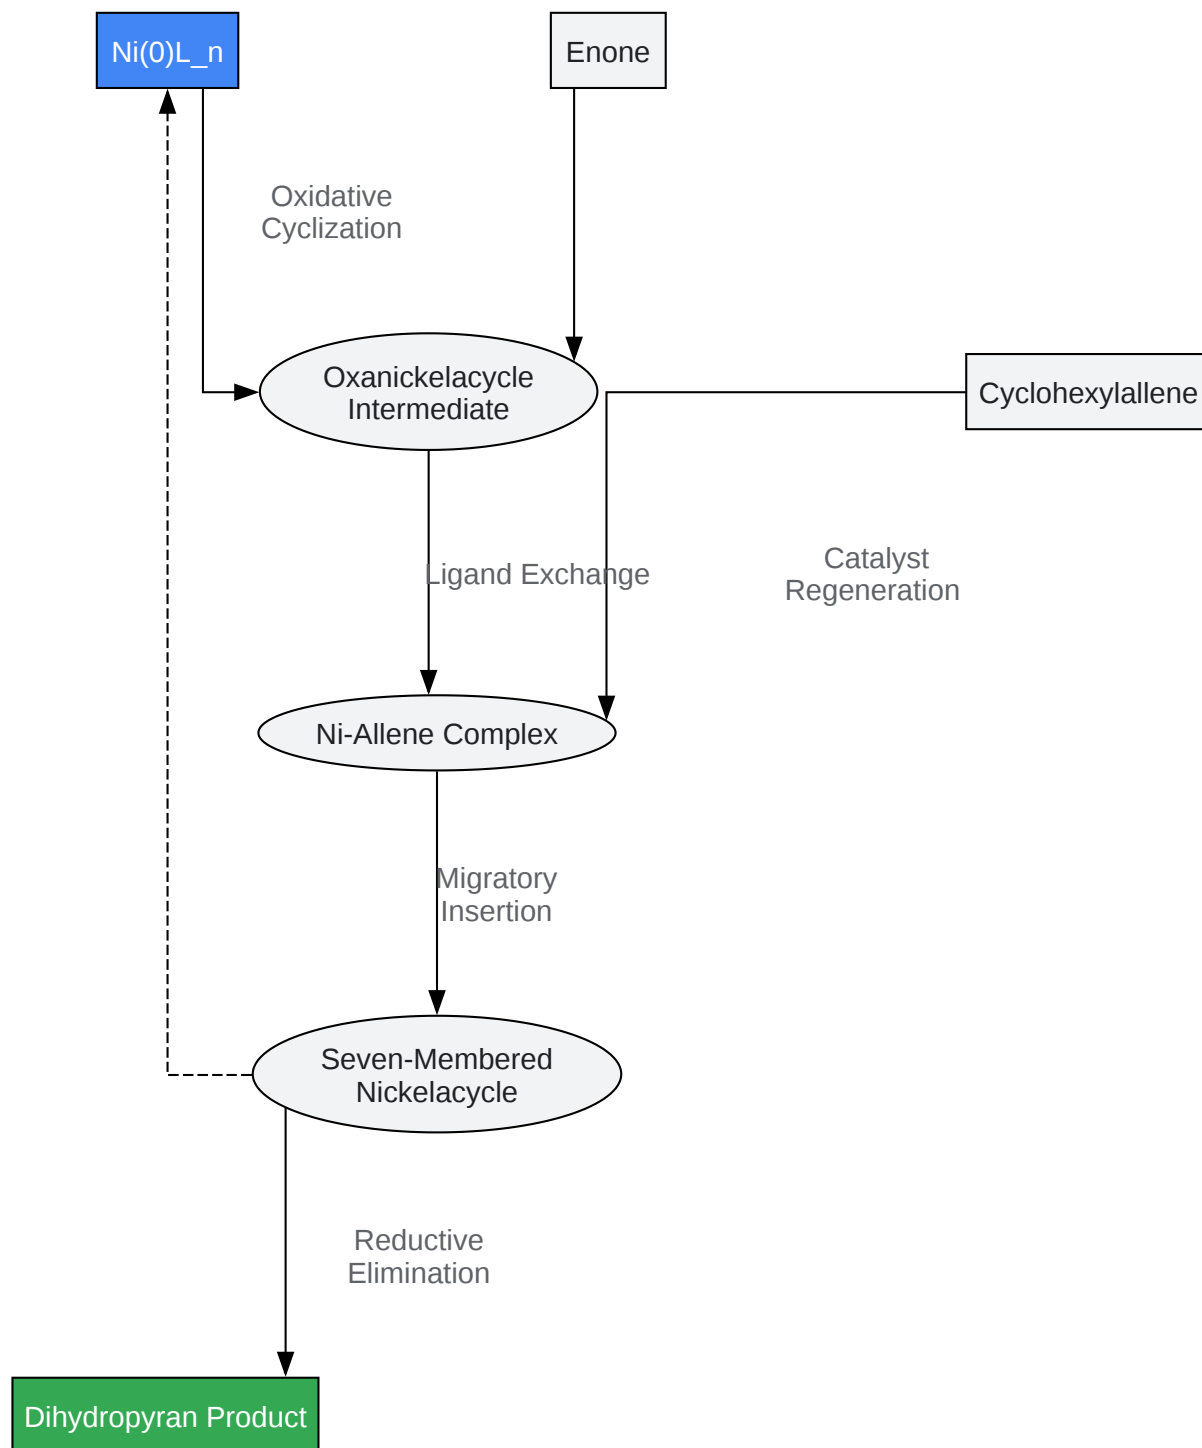 Ni(0)L_n
Enone
Oxidative
Cyclization
Oxanickelacycle
Intermediate
Cyclohexylallene
Ligand Exchange
Catalyst
Regeneration
Ni-Allene Complex
Migratory
Insertion
Seven-Membered
Nickelacycle
Reductive
Elimination
Dihydropyran Product